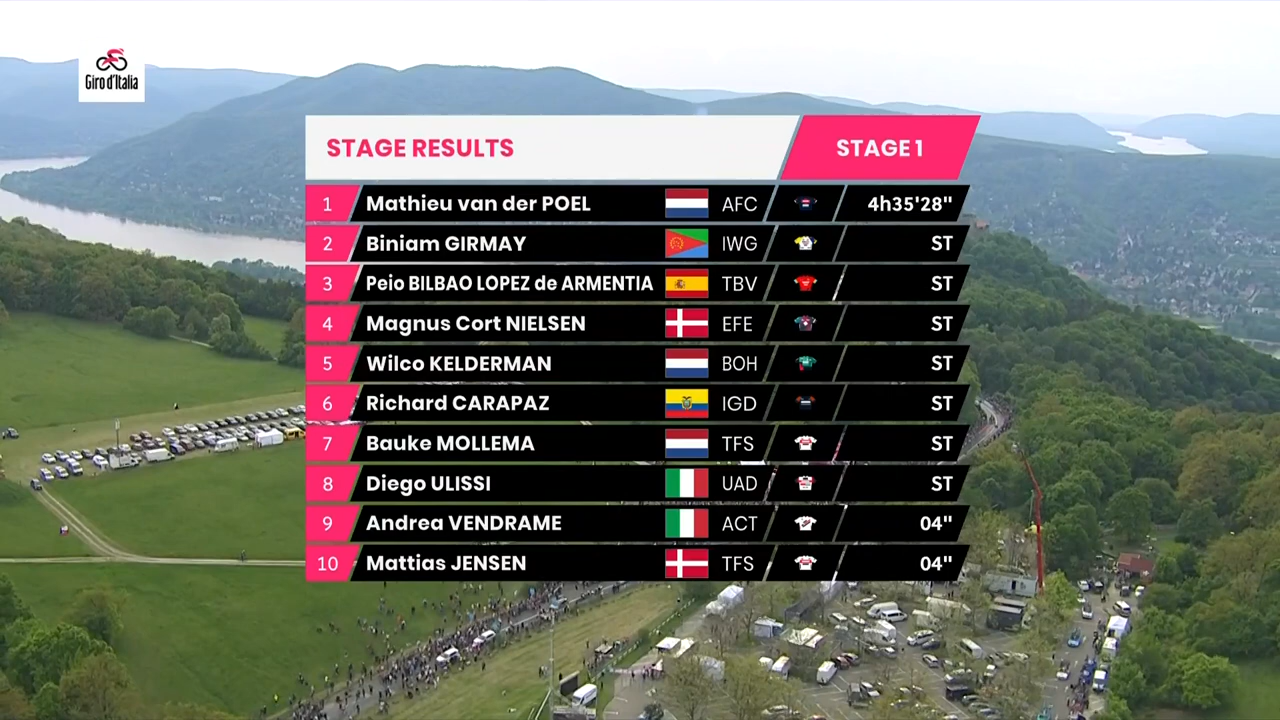 Giro d'Italia
STAGE RESULTS STAGE 1
1 Mathieu van der POEL AFC 4h35'28"
2 Biniam GIRMAY IWG ST
3 Peio BILBAO LOPEZ de ARMENTIA TBV ST
4 Magnus Cort NIELSEN EFE ST
5 Wilco KELDERMAN BOH ST
6 Richard CARAPAZ IGD ST
7 Bauke MOLLEMA TFS ST
8 Diego ULISSI UAD ST
9 Andrea VENDRAME ACT 04"
10 Mattias JENSEN TFS 04"